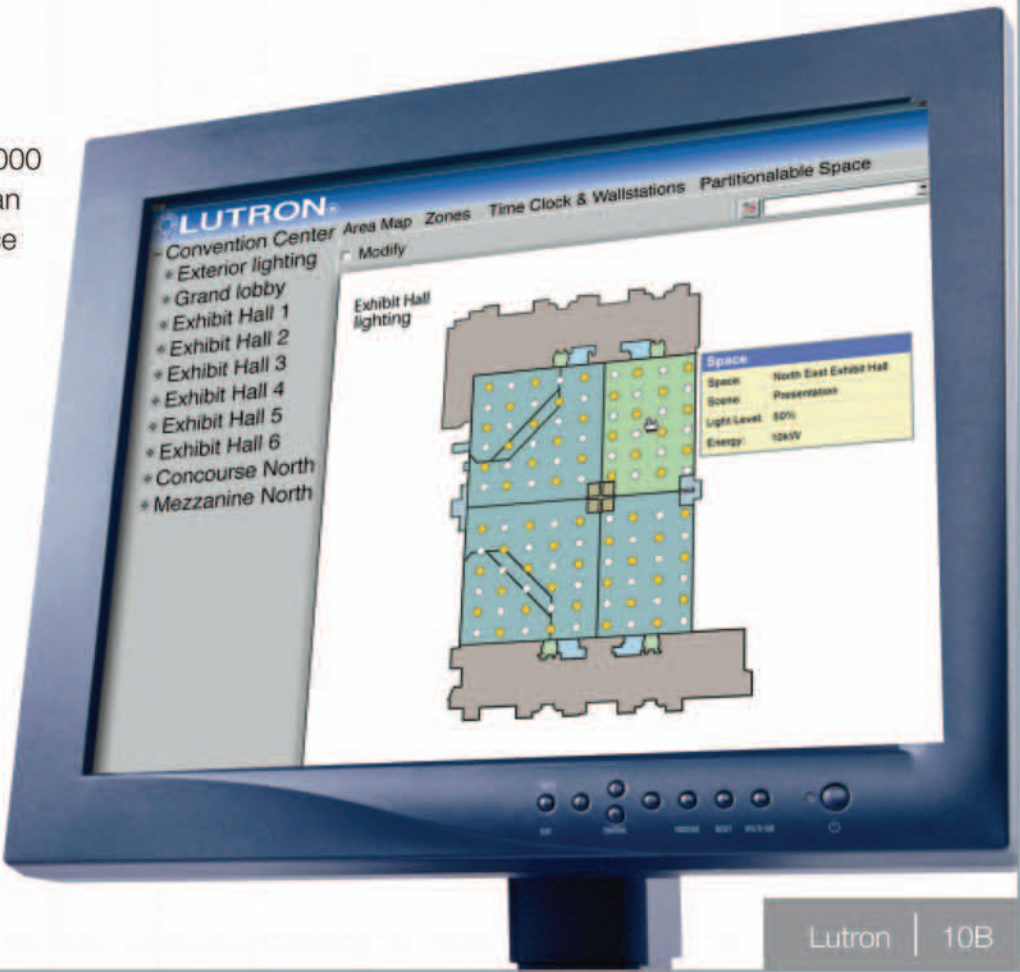 000
an
ce
LUTRON®
Area Map Zones Time Clock & Wallstations Partitionalable Space
Modify
- Convention Center
Exterior lighting
Grand lobby
Exhibit Hall 1
Exhibit Hall 2
Exhibit Hall 3
Exhibit Hall 4
Exhibit Hall 5
Exhibit Hall 6
Concourse North
Mezzanine North
Exhibit Hall
lighting
Space
Space: North East Exhibit Hall
Scene: Presentation
Light Level: 50%
Energy: 10kW
Lutron | 10B